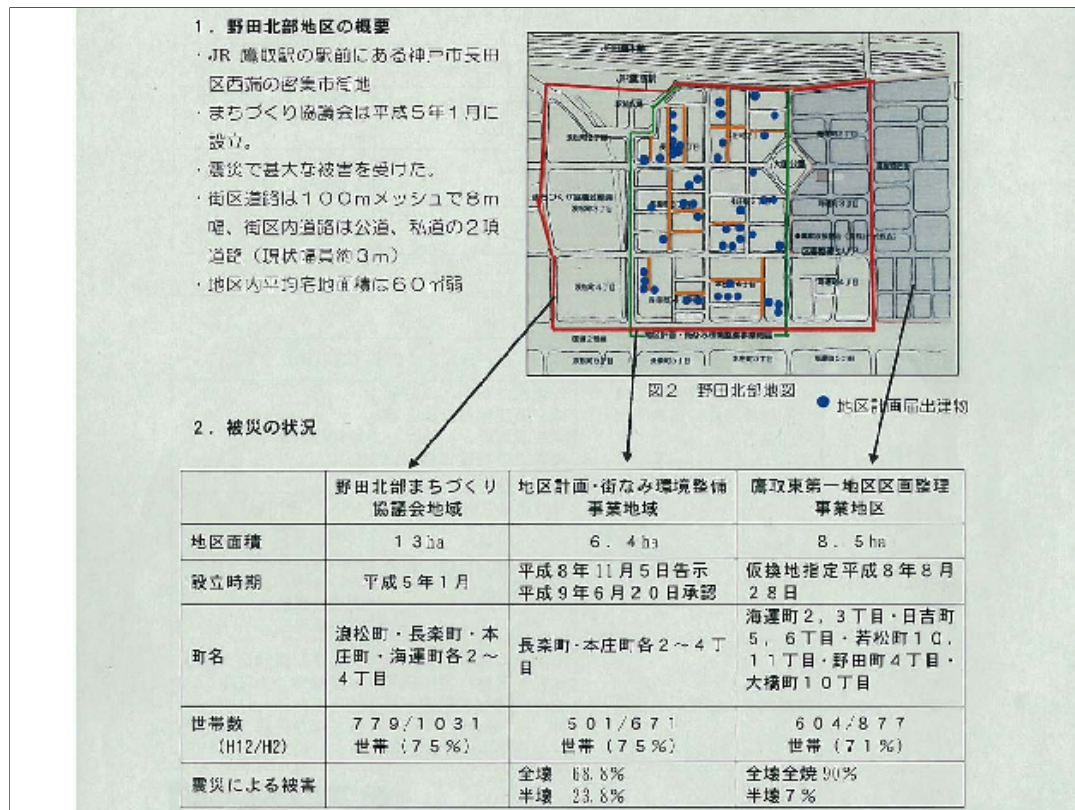 1．野田北部地区の概要
・JR 鷹取駅の駅前にある神戸市長田
区西端の密集市街地
・まちづくり協議会は平成5年1月に
設立。
・震災で甚大な被害を受けた。
・街区道路は100mメッシュで8m
幅、街区内道路は公道、私道の2項
道路（現状幅員約3m）
・地区内平均宅地面積は60㎡弱
大国公園
図2　野田北部地図
地区計画届出建物
2．被災の状況
野田北部まちづくり
協議会地域
地区計画・街なみ環境整備
事業地域
鷹取東第一地区区画整理
事業地区
地区面積
13ha
6．4ha
8．5ha
設立時期
平成5年1月
平成8年11月5日告示
平成9年6月20日承認
仮換地指定平成8年8月
28日
町名
浪松町・長楽町・本
庄町・海運町各2～
4丁目
長楽町・本庄町各2～4丁
目
海運町2，3丁目・日吉町
5，6丁目・若松町10，
11丁目・野田町4丁目・
大橋町10丁目
世帯数
（H12/H2）
779/1031
世帯（75％）
501/671
世帯（75％）
604/877
世帯（71％）
震災による被害
全壊　68.8％
半壊　23.8％
全壊全焼90％
半壊7％